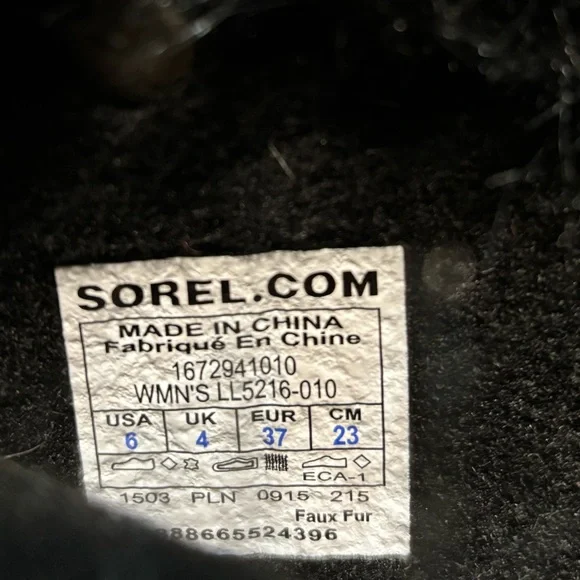 SOREL.COM
MADE IN CHINA
Fabriqué En Chine
1672941010
WMN'S LL5216-010
USA UK EUR CM
6 4 37 23
ECA-1
1503 PLN 0915 215
Faux Fur
88665524396